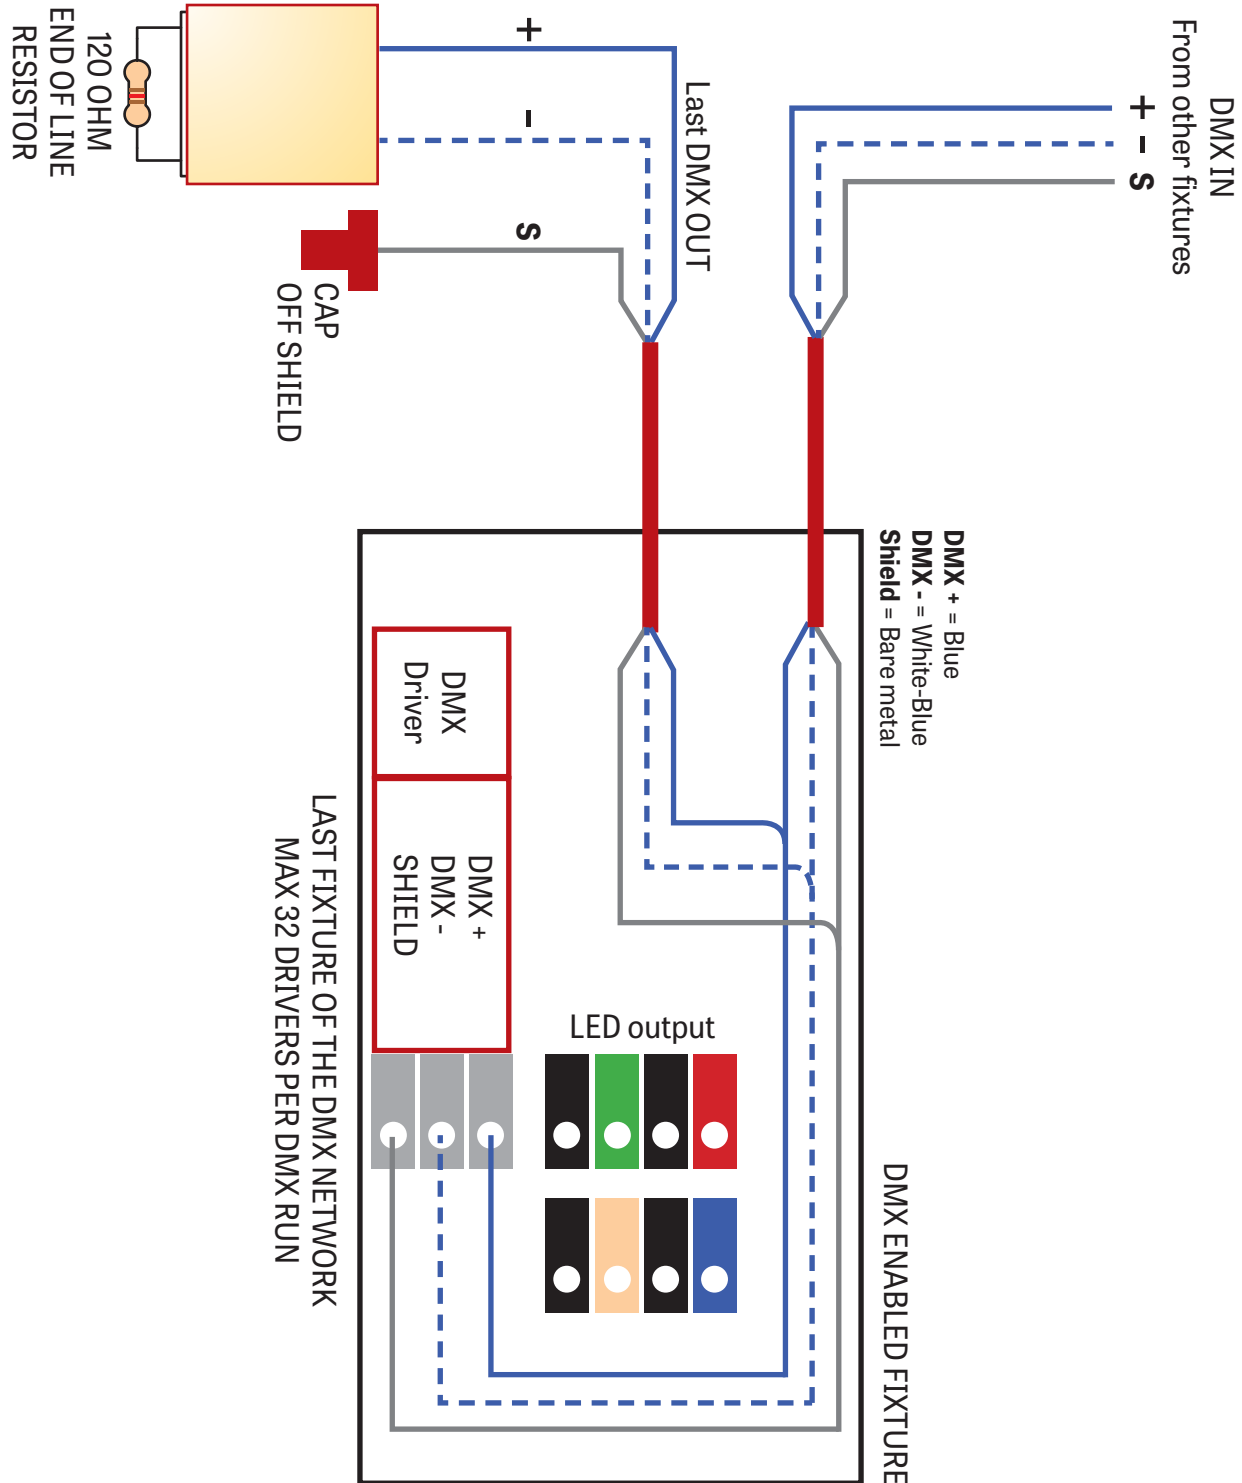 DMX IN
From other fixtures
+
-
S
Last DMX OUT
+
-
S
120 OHM
END OF LINE
RESISTOR
CAP
OFF SHIELD
DMX + = Blue
DMX - = White-Blue
Shield = Bare metal
DMX ENABLED FIXTURE
DMX
Driver
DMX +
DMX -
SHIELD
LED output
LAST FIXTURE OF THE DMX NETWORK
MAX 32 DRIVERS PER DMX RUN